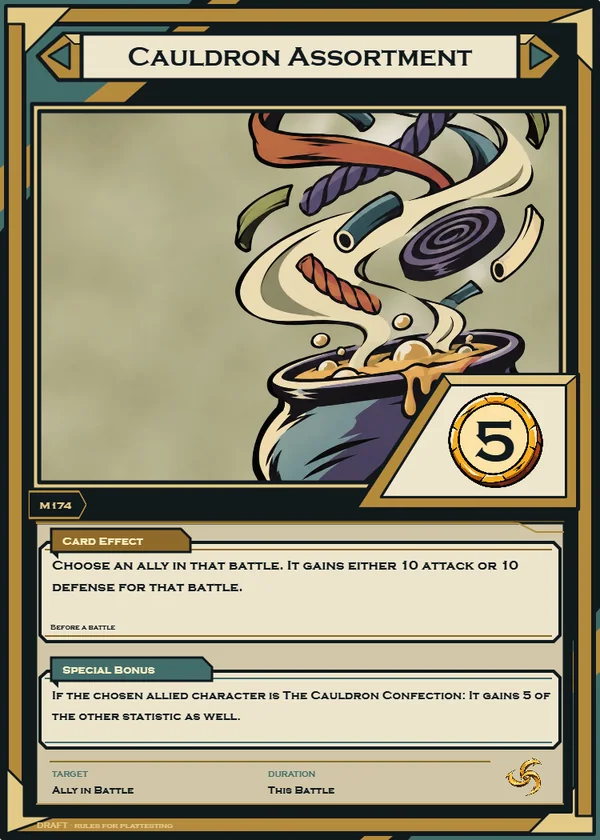 Cauldron Assortment
5
M174
Card Effect
Choose an ally in that battle. It gains either 10 attack or 10
defense for that battle.
Before a battle
Special Bonus
If the chosen allied character is The Cauldron Confection: It gains 5 of
the other statistic as well.
Target
Duration
Ally in Battle
This Battle
DRAFT · Rules for playtesting